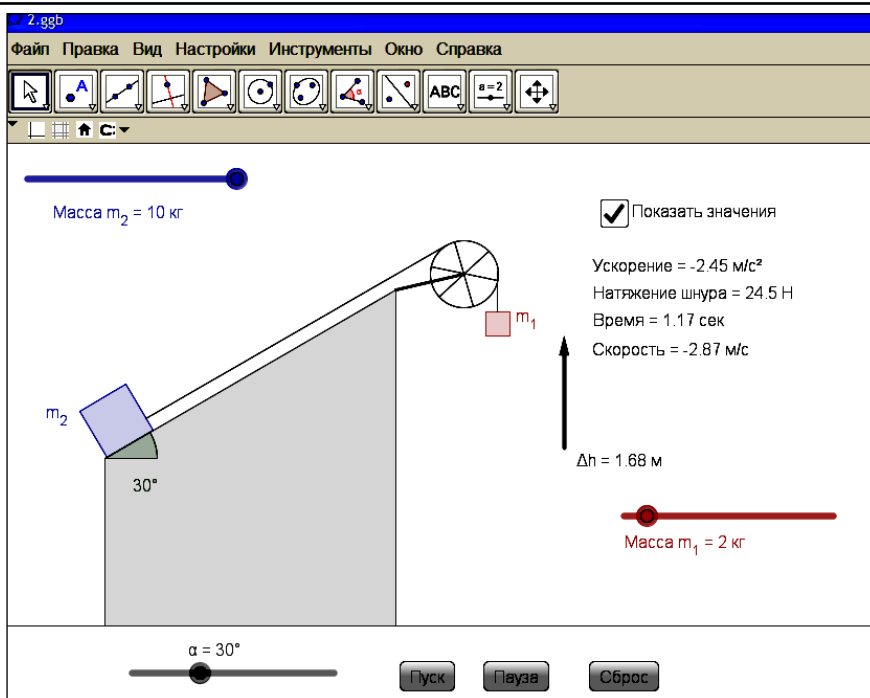 2.ggb
Файл Правка Вид Настройки Инструменты Окно Справка
A α ABC a=2
Масса m₂ = 10 кг
Показать значения
Ускорение = -2.45 м/с²
Натяжение шнура = 24.5 Н
Время = 1.17 сек
Скорость = -2.87 м/с
m₁
m₂
Δh = 1.68 м
30°
Масса m₁ = 2 кг
α = 30°
Пуск Пауза Сброс